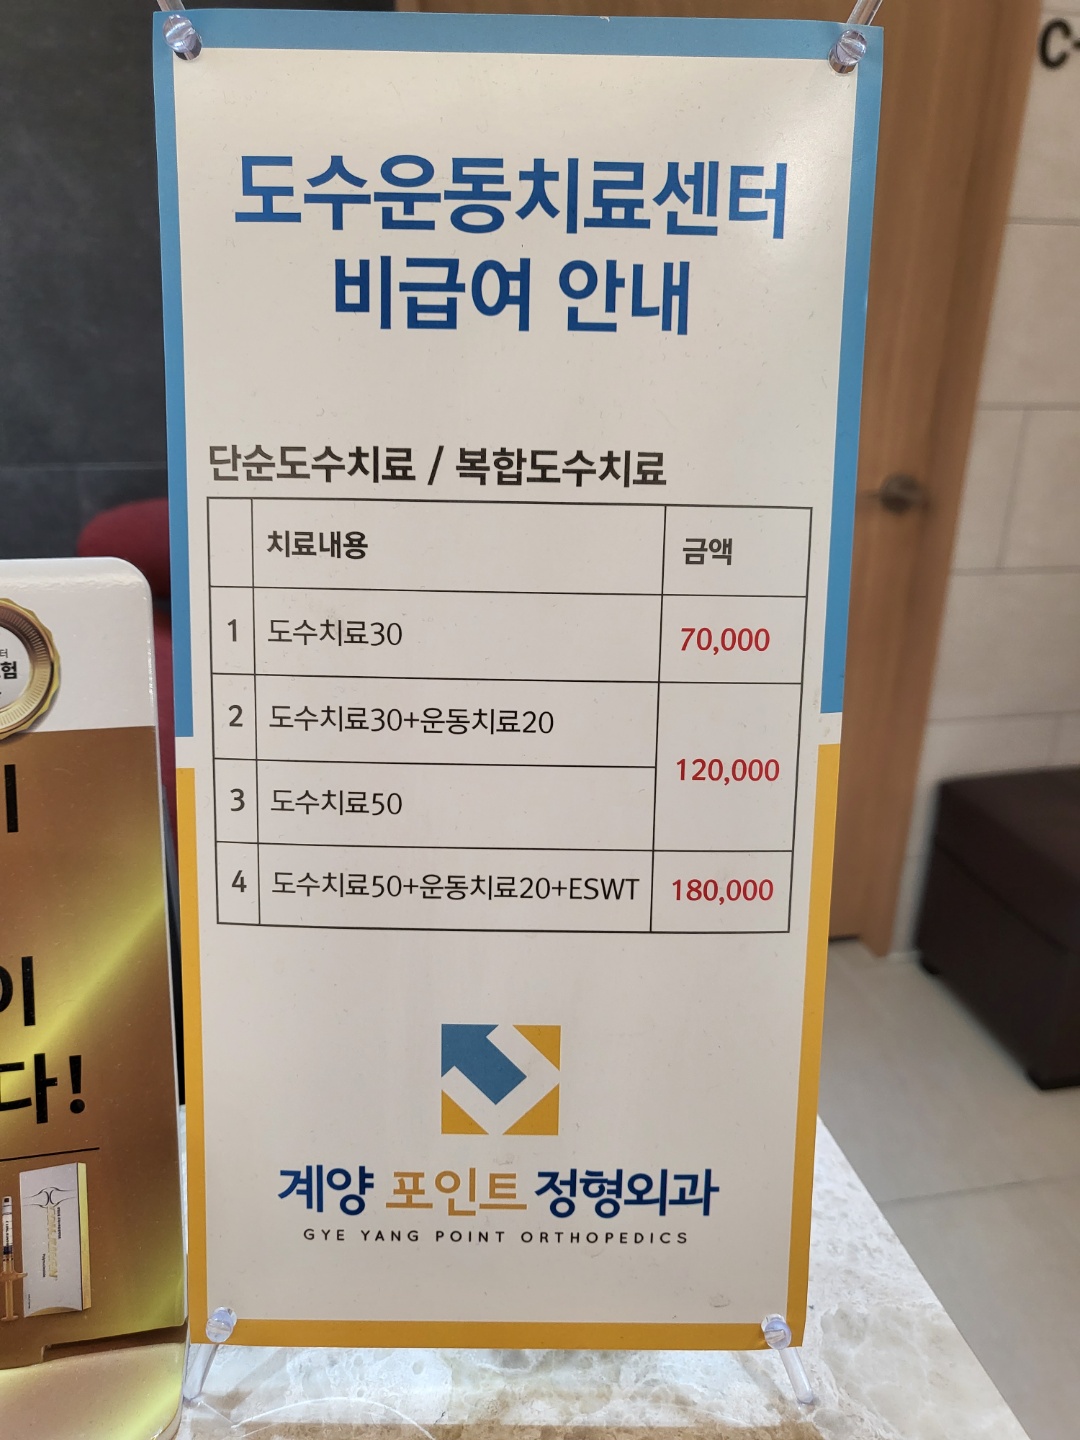 도수운동치료센터
비급여 안내
단순도수치료 / 복합도수치료
치료내용 금액
1 도수치료30 70,000
2 도수치료30+운동치료20
120,000
3 도수치료50
4 도수치료50+운동치료20+ESWT 180,000
계양 포인트 정형외과
GYE YANG POINT ORTHOPEDICS
다!
C-